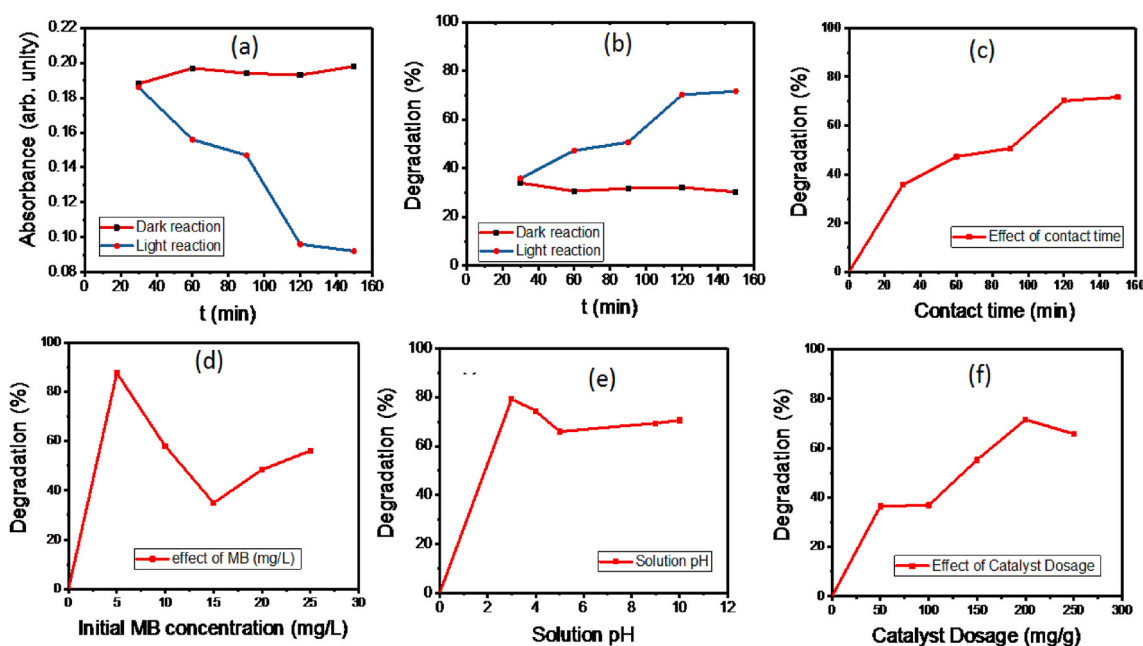 (a)
Absorbance (arb. unity)
0.22
0.20
0.18
0.16
0.14
0.12
0.10
0.08
Dark reaction
Light reaction
0 20 40 60 80 100 120 140 160
t (min)
(b)
Degradation (%)
100
80
60
40
20
0
Dark reaction
Light reaction
0 20 40 60 80 100 120 140 160
t (min)
(c)
Degradation (%)
100
80
60
40
20
0
Effect of contact time
0 20 40 60 80 100 120 140 160
Contact time (min)
(d)
Degradation (%)
100
80
60
40
20
0
effect of MB (mg/L)
0 5 10 15 20 25 30
Initial MB concentration (mg/L)
(e)
Degradation (%)
100
80
60
40
20
0
Solution pH
0 2 4 6 8 10 12
Solution pH
(f)
Degradation (%)
100
80
60
40
20
0
Effect of Catalyst Dosage
0 50 100 150 200 250 300
Catalyst Dosage (mg/g)